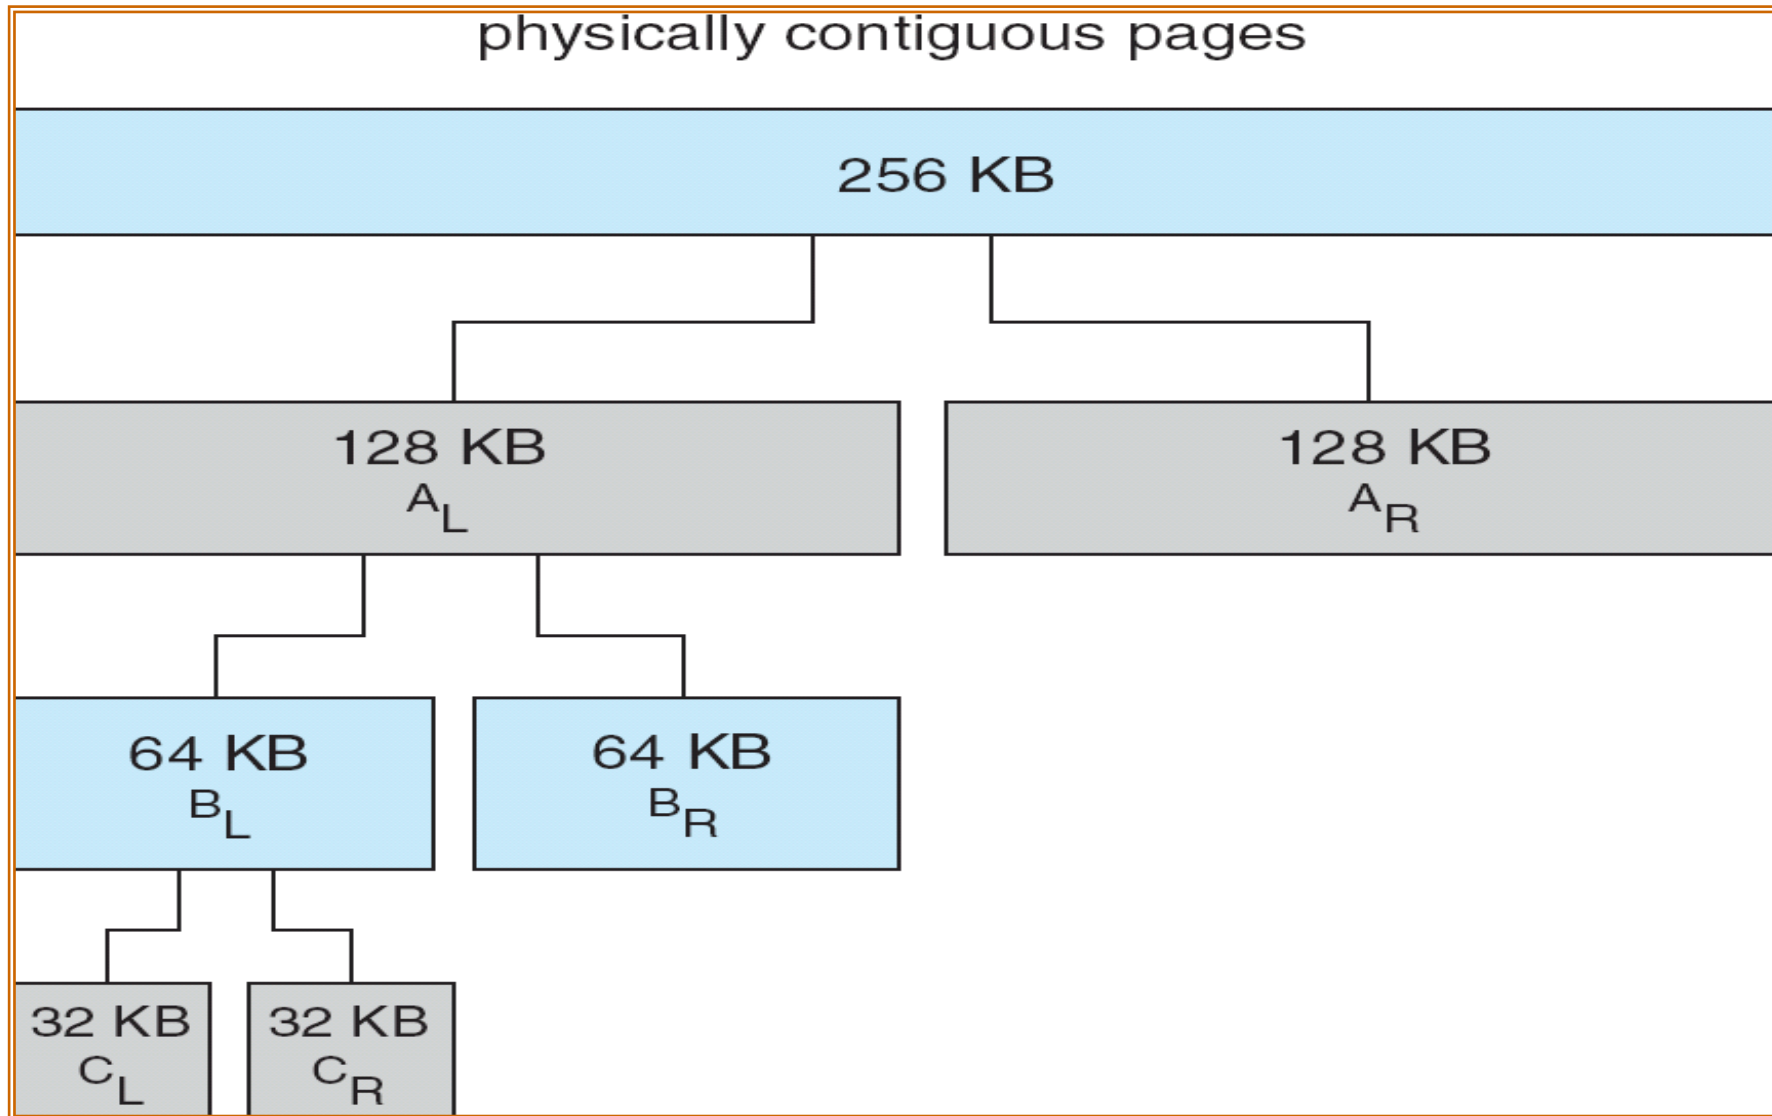 physically contiguous pages
256 KB
128 KB
A_L
128 KB
A_R
64 KB
B_L
64 KB
B_R
32 KB
C_L
32 KB
C_R